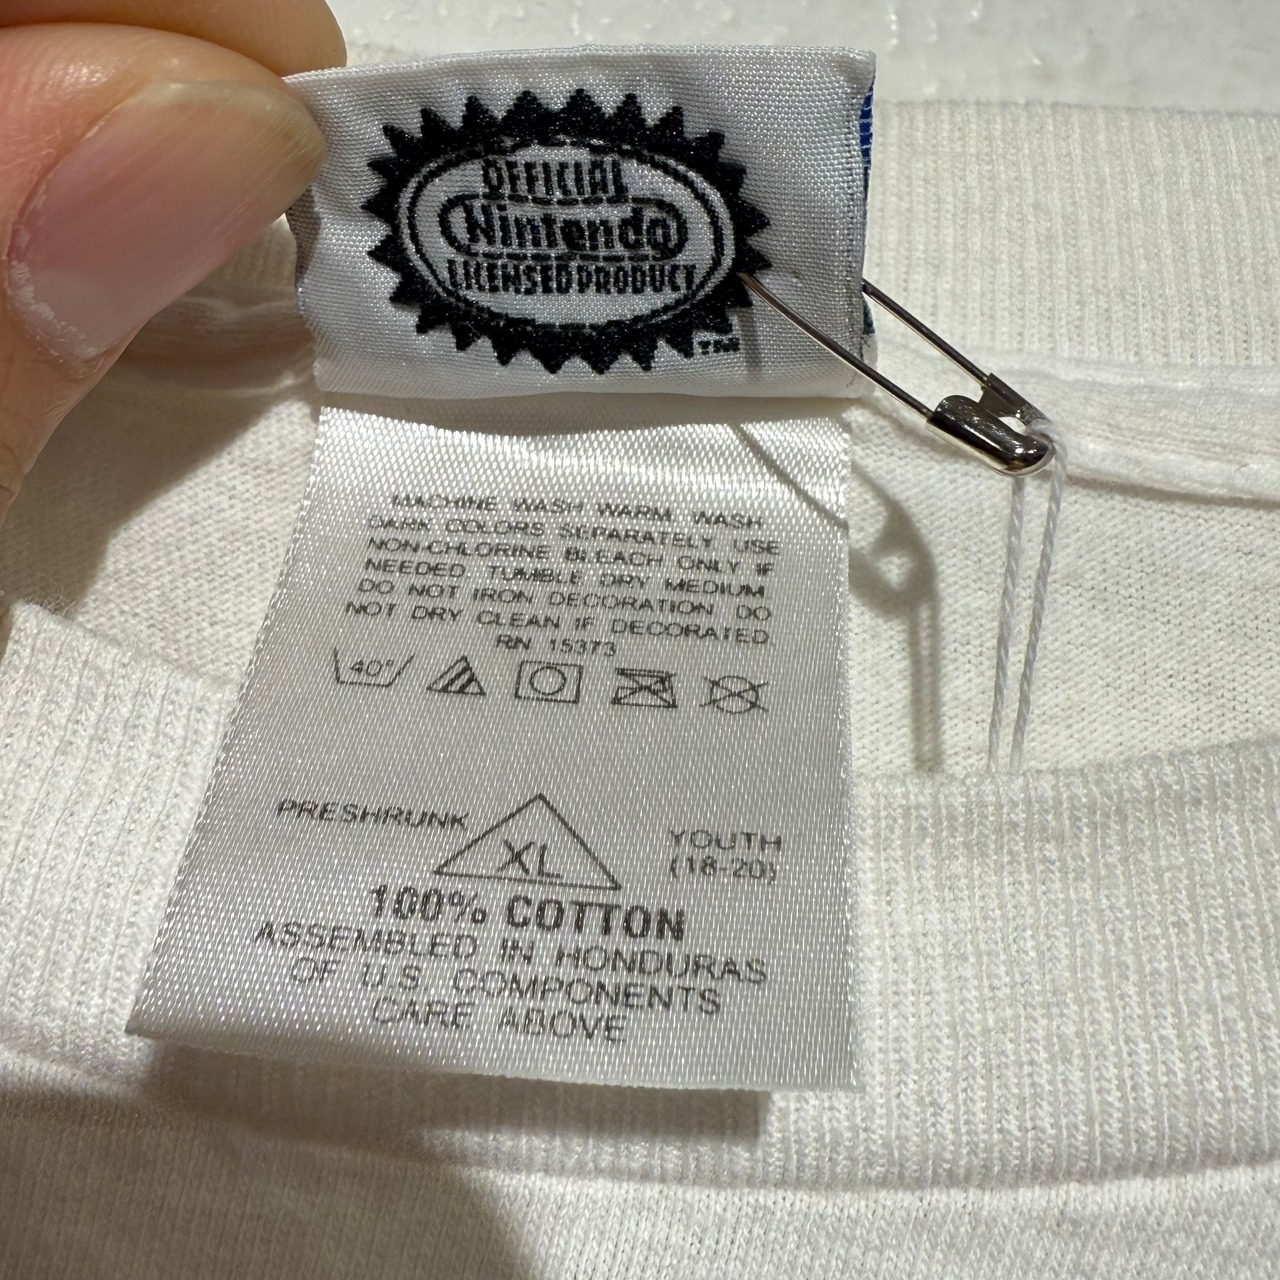 OFFICIAL
Nintendo
LICENSED PRODUCT
TM
MACHINE WASH WARM, WASH
DARK COLORS SEPARATELY, USE
NON-CHLORINE BLEACH ONLY IF
NEEDED. TUMBLE DRY MEDIUM.
DO NOT IRON DECORATION. DO
NOT DRY CLEAN IF DECORATED.
RN 15373
40°
PRESHRUNK
XL
YOUTH
(18-20)
100% COTTON
ASSEMBLED IN HONDURAS
OF U.S. COMPONENTS
CARE ABOVE